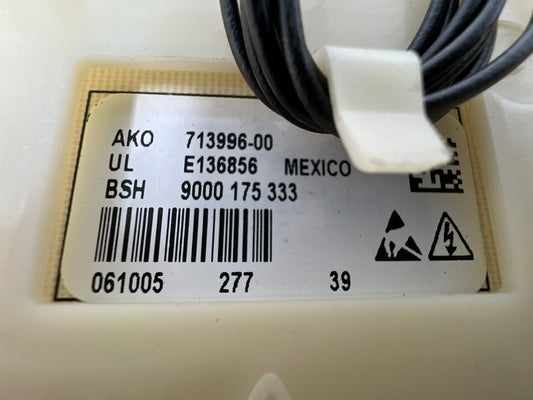 AKO 713996-00
UL E136856 MEXICO
BSH 9000 175 333
061005 277 39